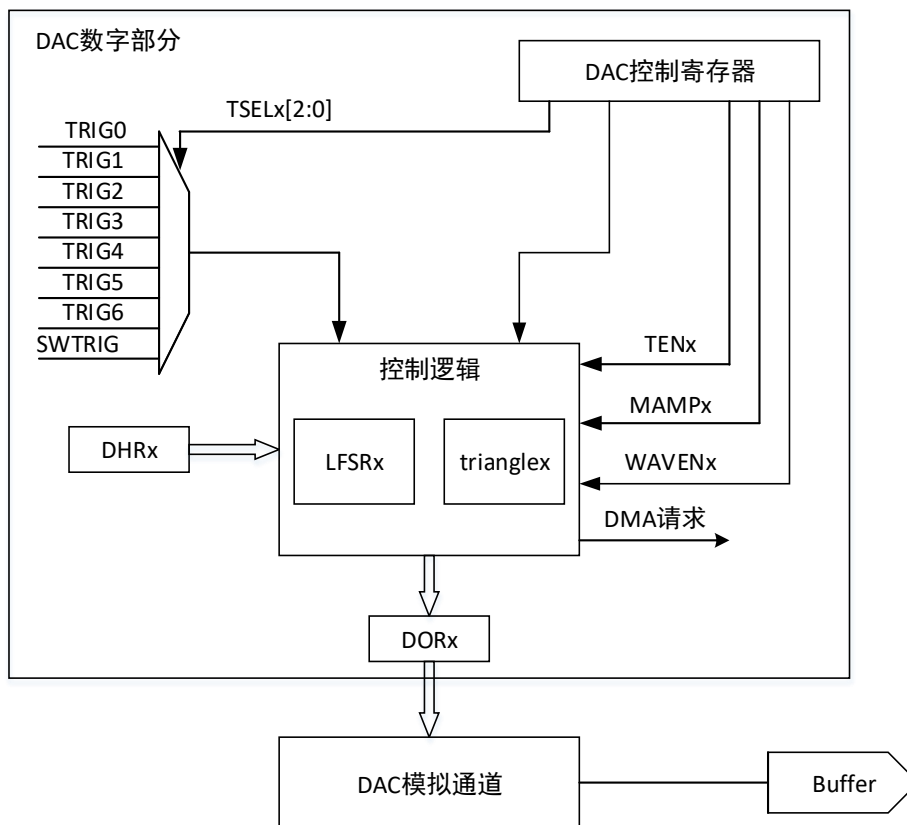 DAC数字部分
DAC控制寄存器
TSELx[2:0]
TRIG0
TRIG1
TRIG2
TRIG3
TRIG4
TRIG5
TRIG6
SWTRIG
TENx
控制逻辑
MAMPx
DHRx
LFSRx
trianglex
WAVENx
DMA请求
DORx
DAC模拟通道
Buffer